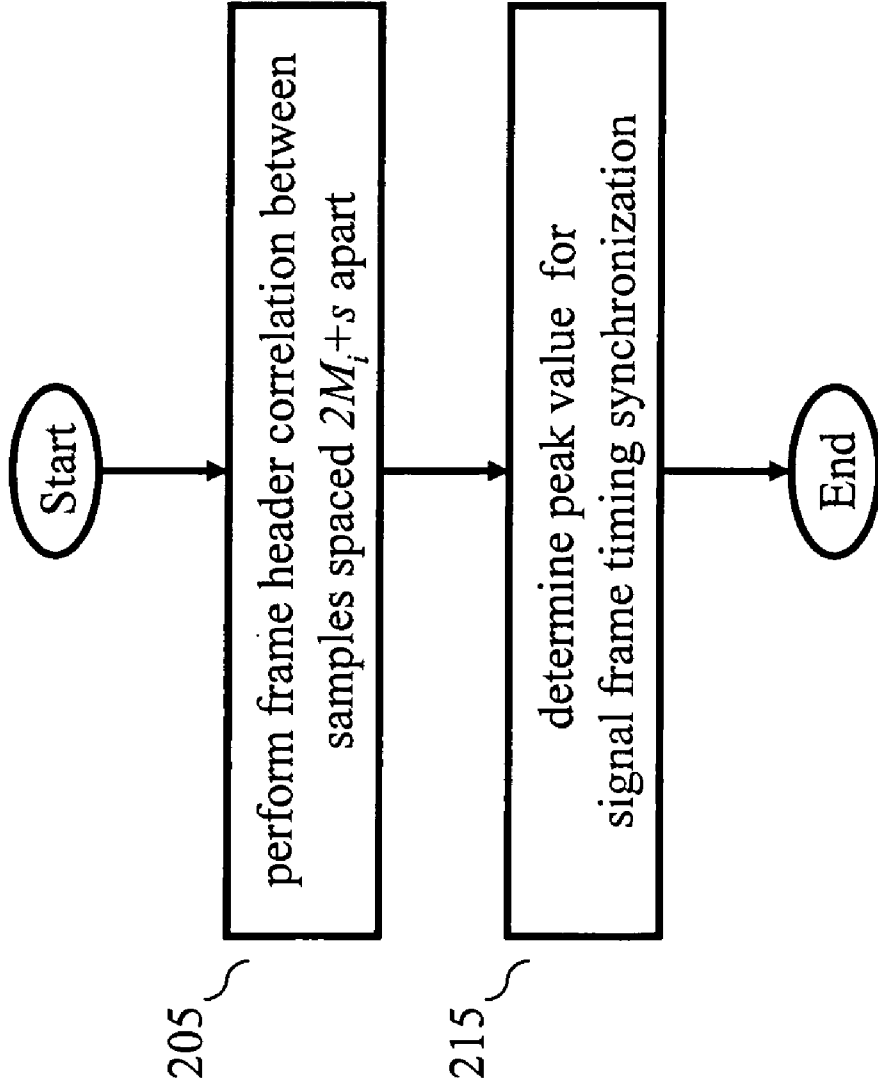 Start
205
perform frame header correlation between
samples spaced 2M_i+s apart
215
determine peak value for
signal frame timing synchronization
End